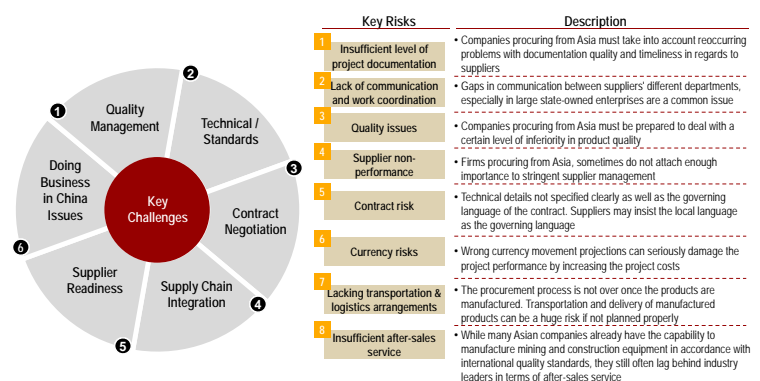 Key Risks
Description
1
Insufficient level of
project documentation
• Companies procuring from Asia must take into account reoccurring
problems with documentation quality and timeliness in regards to
suppliers
2
Lack of communication
and work coordination
• Gaps in communication between suppliers' different departments,
especially in large state-owned enterprises are a common issue
3
Quality issues
• Companies procuring from Asia must be prepared to deal with a
certain level of inferiority in product quality
4
Supplier non-
performance
• Firms procuring from Asia, sometimes do not attach enough
importance to stringent supplier management
5
Contract risk
• Technical details not specified clearly as well as the governing
language of the contract. Suppliers may insist the local language
as the governing language
6
Currency risks
• Wrong currency movement projections can seriously damage the
project performance by increasing the project costs
7
Lacking transportation &
logistics arrangements
• The procurement process is not over once the products are
manufactured. Transportation and delivery of manufactured
products can be a huge risk if not planned properly
8
Insufficient after-sales
service
• While many Asian companies already have the capability to
manufacture mining and construction equipment in accordance with
international quality standards, they still often lag behind industry
leaders in terms of after-sales service
Key
Challenges
1
Quality
Management
2
Technical /
Standards
3
Contract
Negotiation
4
Supply Chain
Integration
5
Supplier
Readiness
6
Doing
Business
in China
Issues